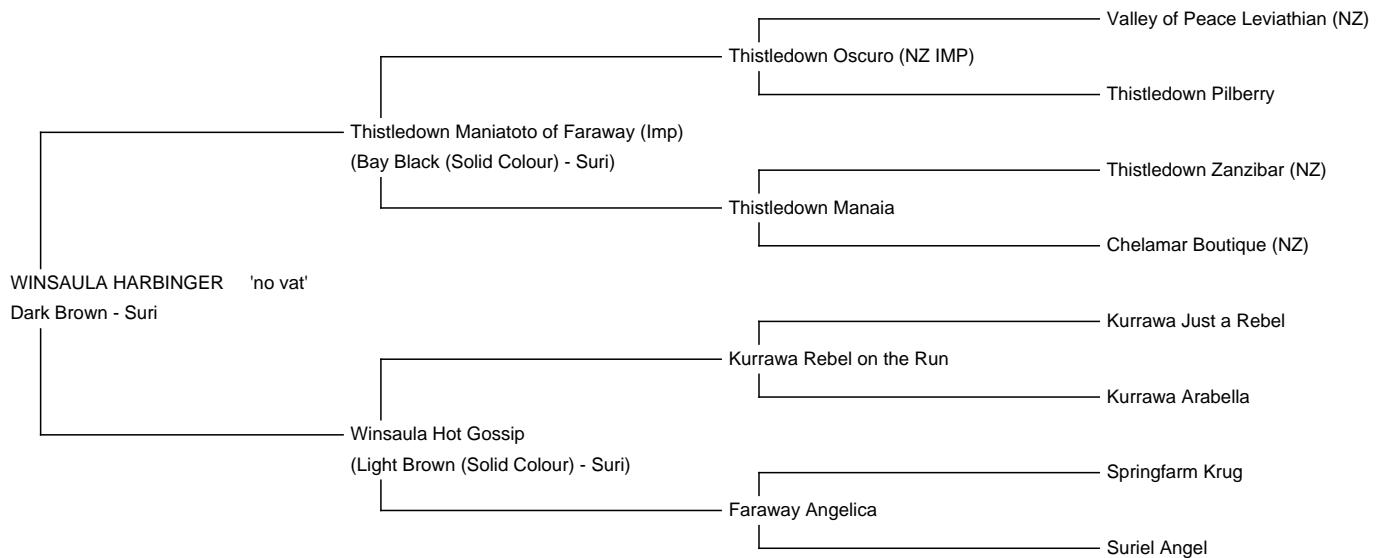 Valley of Peace Leviathian (NZ)
Thistledown Oscuro (NZ IMP)
Thistledown Pilberry
Thistledown Maniatoto of Faraway (Imp)
(Bay Black (Solid Colour) - Suri)
Thistledown Zanzibar (NZ)
Thistledown Manaia
Chelamar Boutique (NZ)
WINSAULA HARBINGER 'no vat'
Dark Brown - Suri
Kurrawa Just a Rebel
Kurrawa Rebel on the Run
Kurrawa Arabella
Winsaula Hot Gossip
(Light Brown (Solid Colour) - Suri)
Springfarm Krug
Faraway Angelica
Suriel Angel